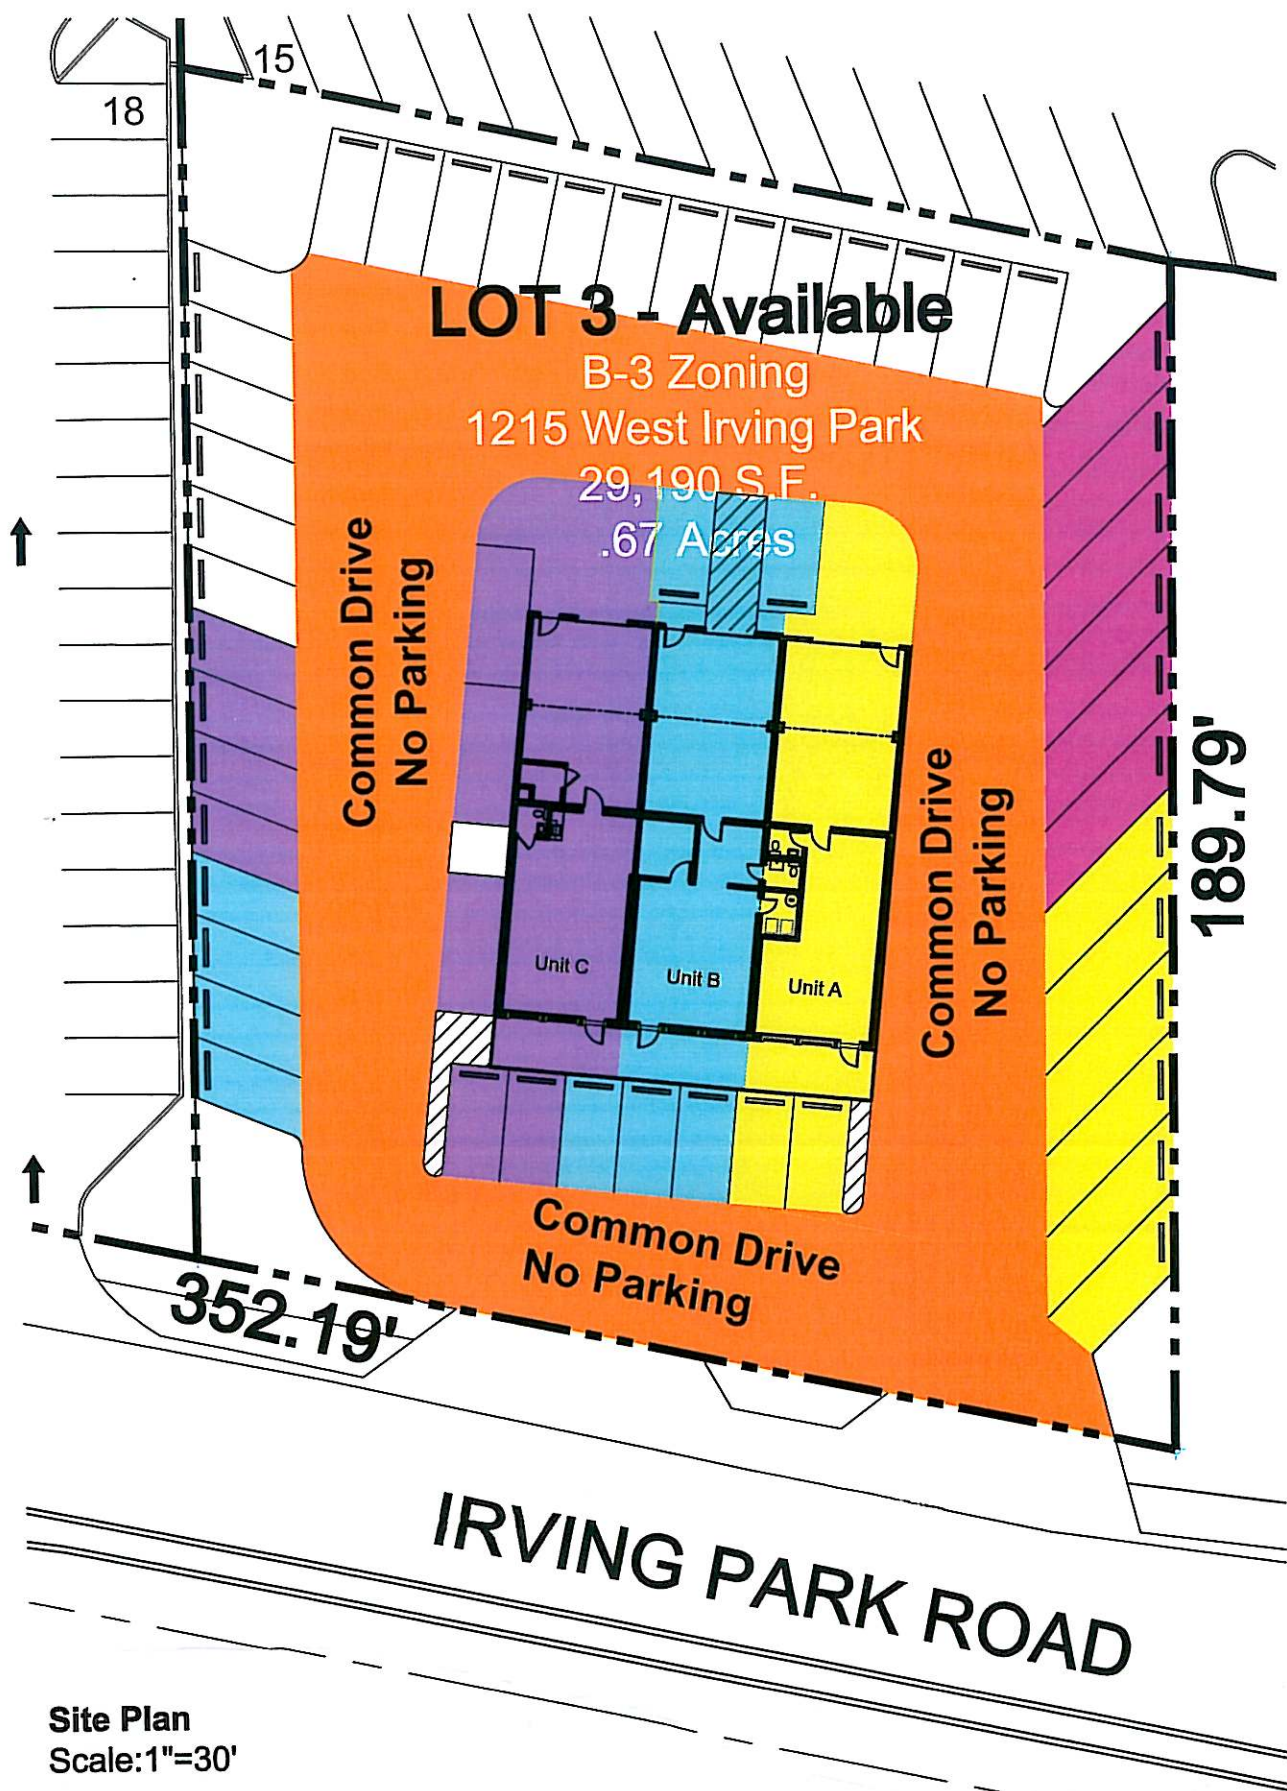 15
18
LOT 3 - Available
B-3 Zoning
1215 West Irving Park
29,190 S.F.
.67 Acres
Common Drive
No Parking
Common Drive
No Parking
189.79'
Unit C
Unit B
Unit A
Common Drive
No Parking
352.19'
IRVING PARK ROAD
Site Plan
Scale:1"=30'